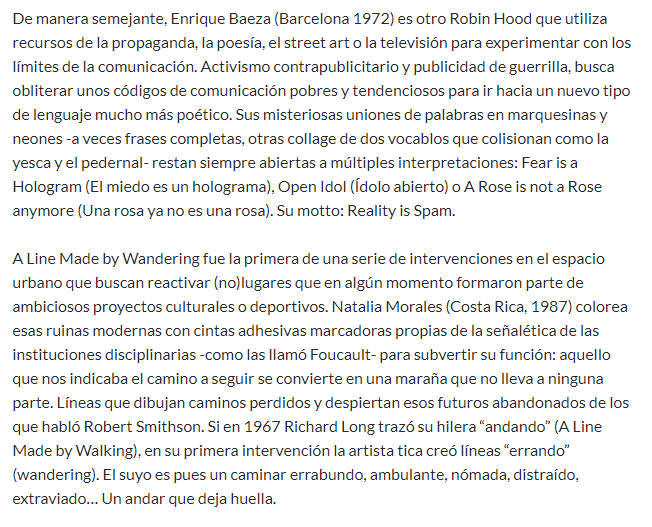 De manera semejante, Enrique Baeza (Barcelona 1972) es otro Robin Hood que utiliza
recursos de la propaganda, la poesía, el street art o la televisión para experimentar con los
límites de la comunicación. Activismo contrapublicitario y publicidad de guerrilla, busca
obliterar unos códigos de comunicación pobres y tendenciosos para ir hacia un nuevo tipo
de lenguaje mucho más poético. Sus misteriosas uniones de palabras en marquesinas y
neones -a veces frases completas, otras collage de dos vocablos que colisionan como la
yesca y el pedernal- restan siempre abiertas a múltiples interpretaciones: Fear is a
Hologram (El miedo es un holograma), Open Idol (Ídolo abierto) o A Rose is not a Rose
anymore (Una rosa ya no es una rosa). Su motto: Reality is Spam.
A Line Made by Wandering fue la primera de una serie de intervenciones en el espacio
urbano que buscan reactivar (no)lugares que en algún momento formaron parte de
ambiciosos proyectos culturales o deportivos. Natalia Morales (Costa Rica, 1987) colorea
esas ruinas modernas con cintas adhesivas marcadoras propias de la señalética de las
instituciones disciplinarias -como las llamó Foucault- para subvertir su función: aquello
que nos indicaba el camino a seguir se convierte en una maraña que no lleva a ninguna
parte. Líneas que dibujan caminos perdidos y despiertan esos futuros abandonados de los
que habló Robert Smithson. Si en 1967 Richard Long trazó su hilera “andando” (A Line
Made by Walking), en su primera intervención la artista tica creó líneas “errando”
(wandering). El suyo es pues un caminar errabundo, ambulante, nómada, distraído,
extraviado… Un andar que deja huella.